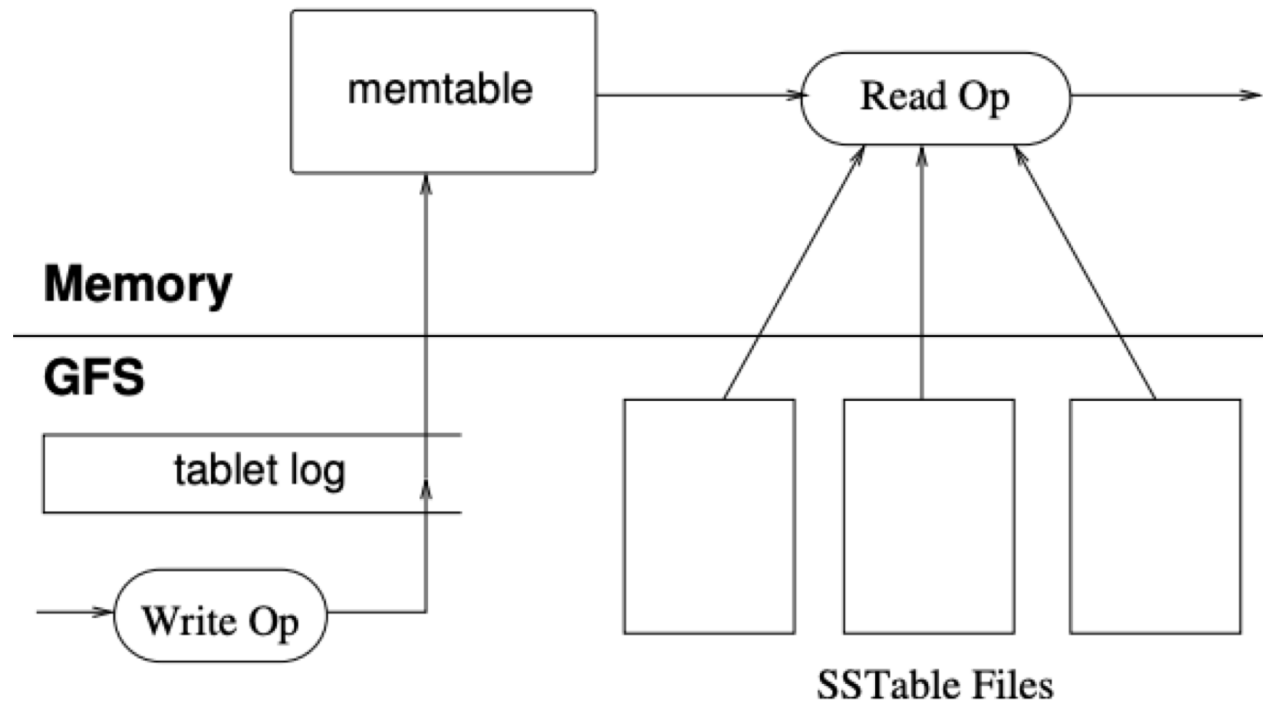 memtable
Read Op
Memory
GFS
tablet log
Write Op
SSTable Files